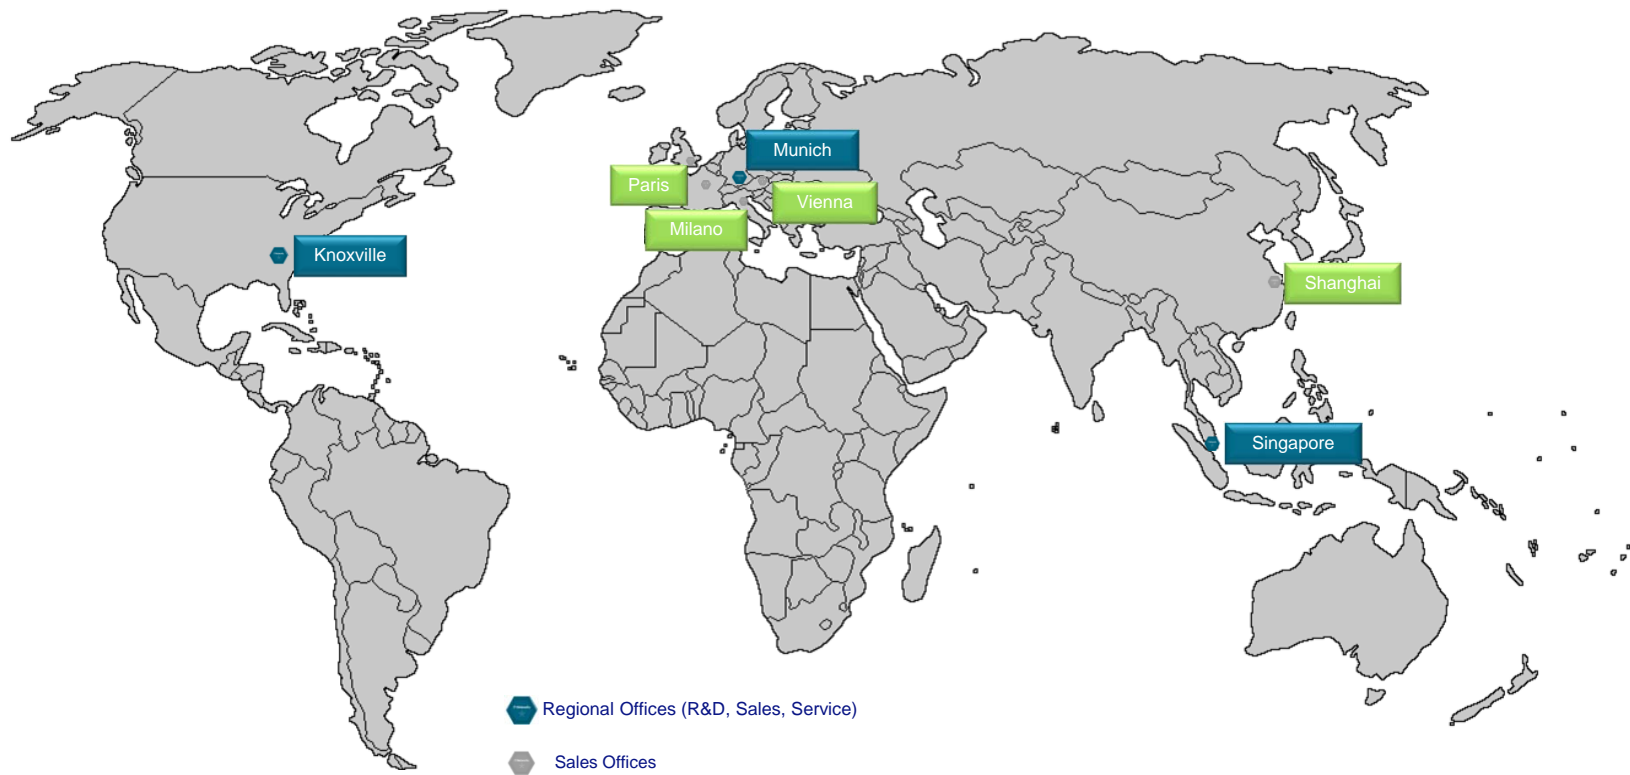 Munich
Paris
Vienna
Milano
Knoxville
Shanghai
Singapore
Regional Offices (R&D, Sales, Service)
Sales Offices